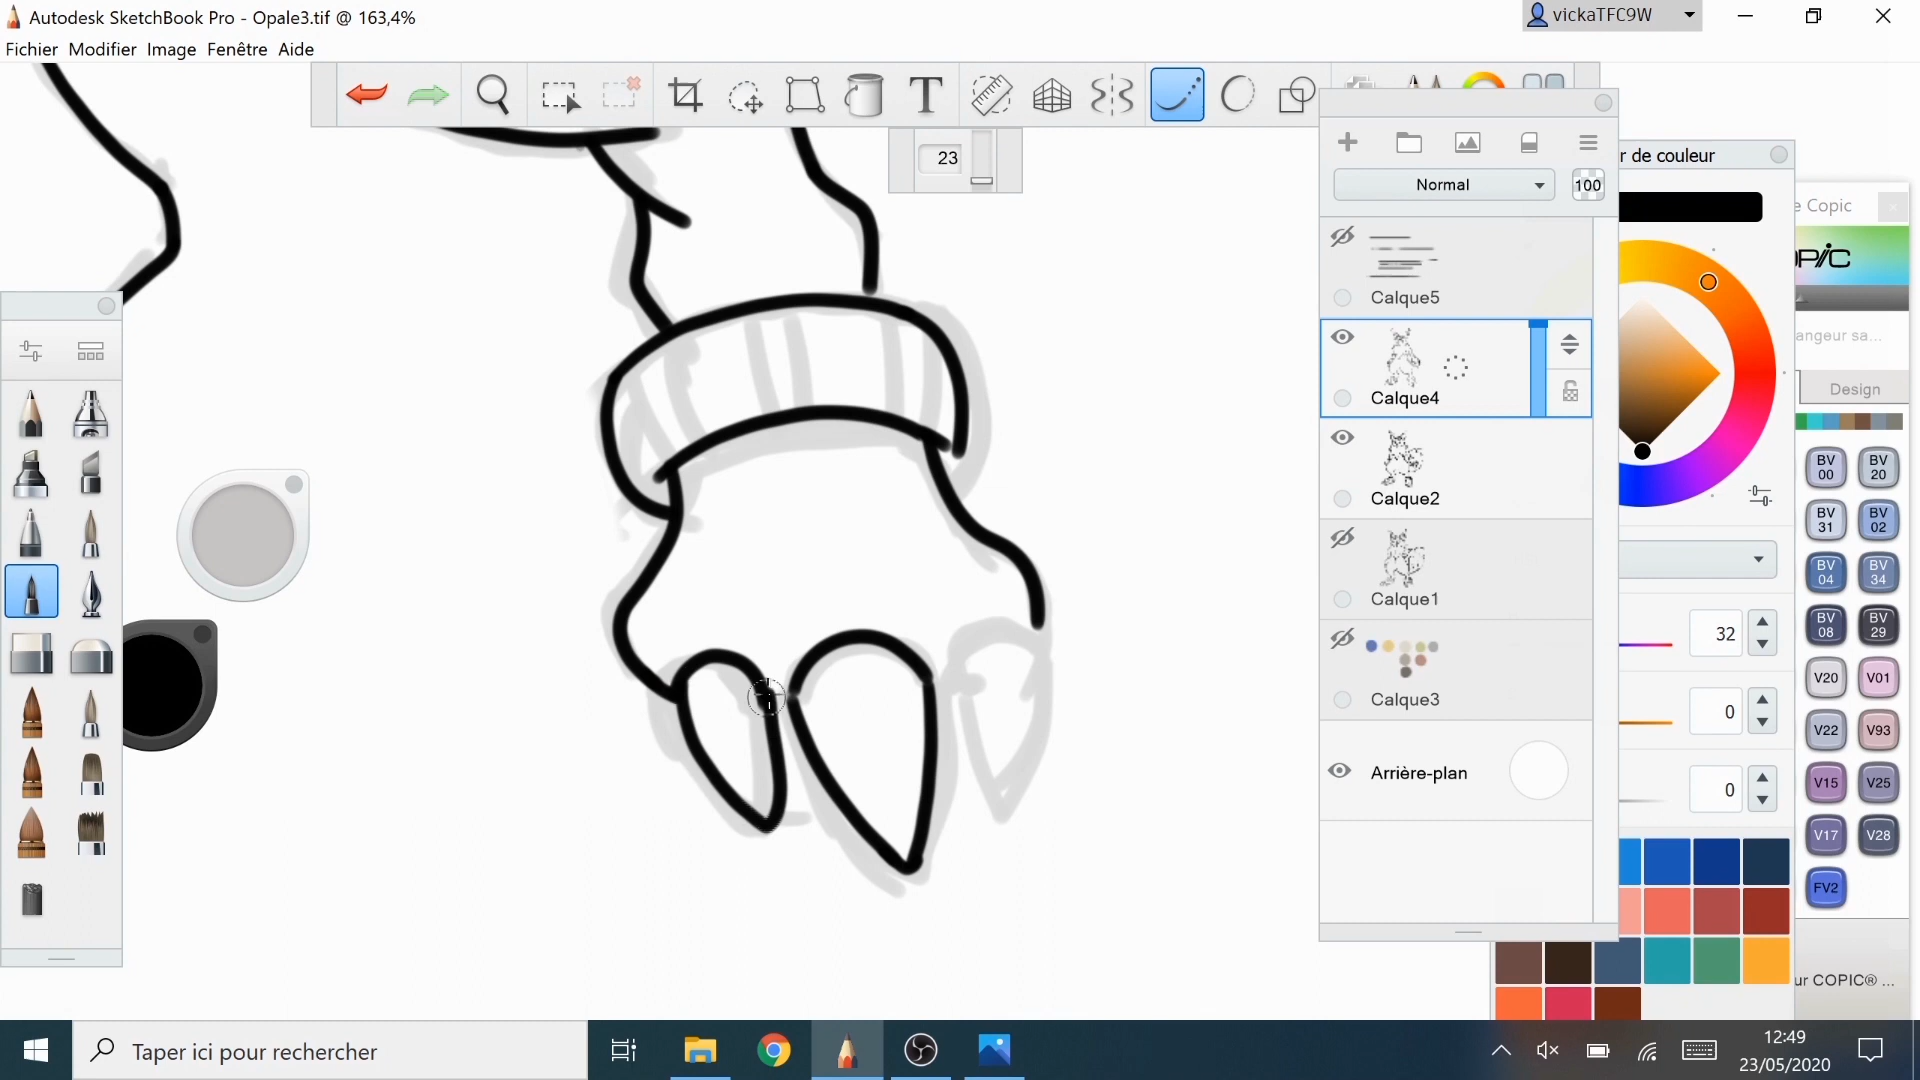 Autodesk SketchBook Pro - Opale3.tif @ 163,4%
vickaTFC9W
Fichier Modifier Image Fenêtre Aide
T
23
r de couleur
Normal
100
e Copic
Calque5
Calque4
angeur sa...
Design
Calque2
BV 00
BV 20
BV 31
BV 02
BV 04
BV 34
Calque1
BV 08
BV 29
32
Calque3
V20
V01
0
V22
V93
Arrière-plan
0
V15
V25
V17
V28
FV2
ur COPIC® ...
Taper ici pour rechercher
12:49
23/05/2020